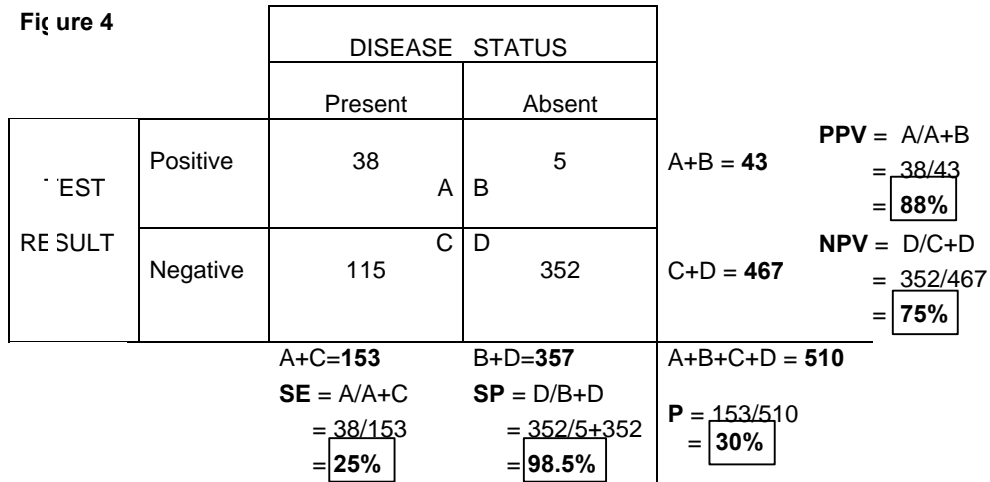 Figure 4
DISEASE STATUS
Present Absent
PPV = A/A+B
Positive 38 5 A+B = 43
= 38/43
TEST A B
= 88%
RESULT C D NPV = D/C+D
Negative 115 352 C+D = 467
= 352/467
= 75%
A+C=153 B+D=357 A+B+C+D = 510
SE = A/A+C SP = D/B+D
P = 153/510
= 38/153 = 352/5+352
= 30%
= 25% = 98.5%